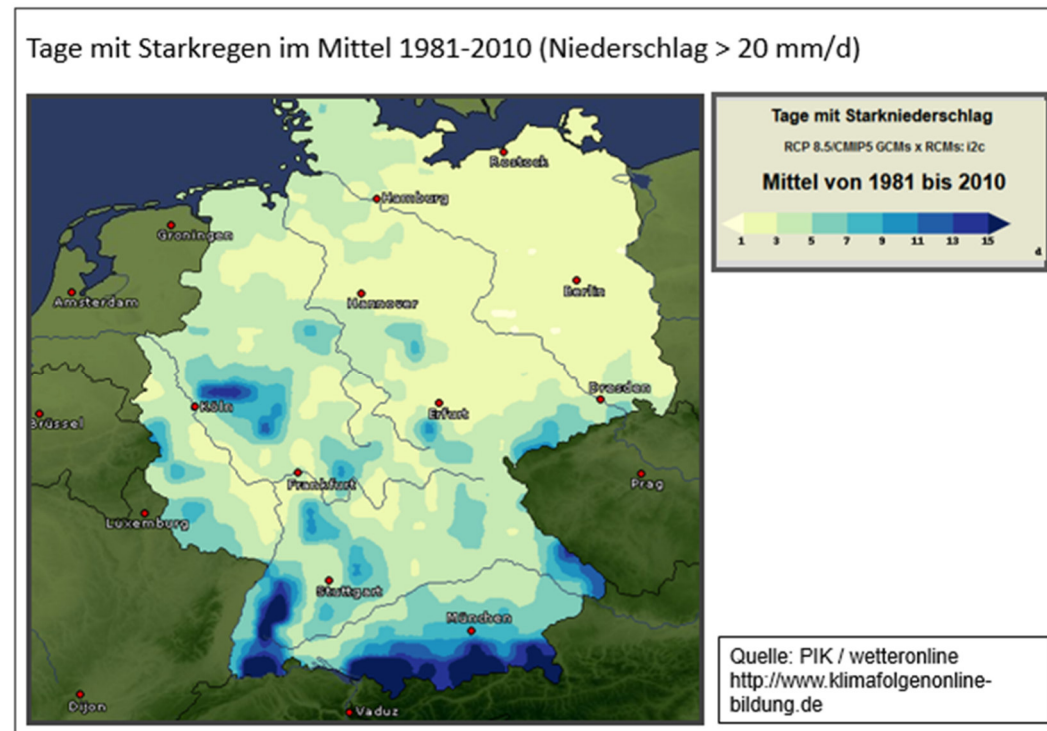 Tage mit Starkregen im Mittel 1981-2010 (Niederschlag > 20 mm/d)
Tage mit Starkniederschlag
RCP 8.5/CMIP5 GCMs x RCMs: i2c
Mittel von 1981 bis 2010
1 3 5 7 9 11 13 15
d
Rostock
Hamburg
Groningen
Berlin
Amsterdam
Hannover
Dresden
Köln
Erfurt
Brüssel
Prag
Frankfurt
Luxemburg
Stuttgart
München
Dijon
Vaduz
Quelle: PIK / wetteronline
http://www.klimafolgenonline-
bildung.de